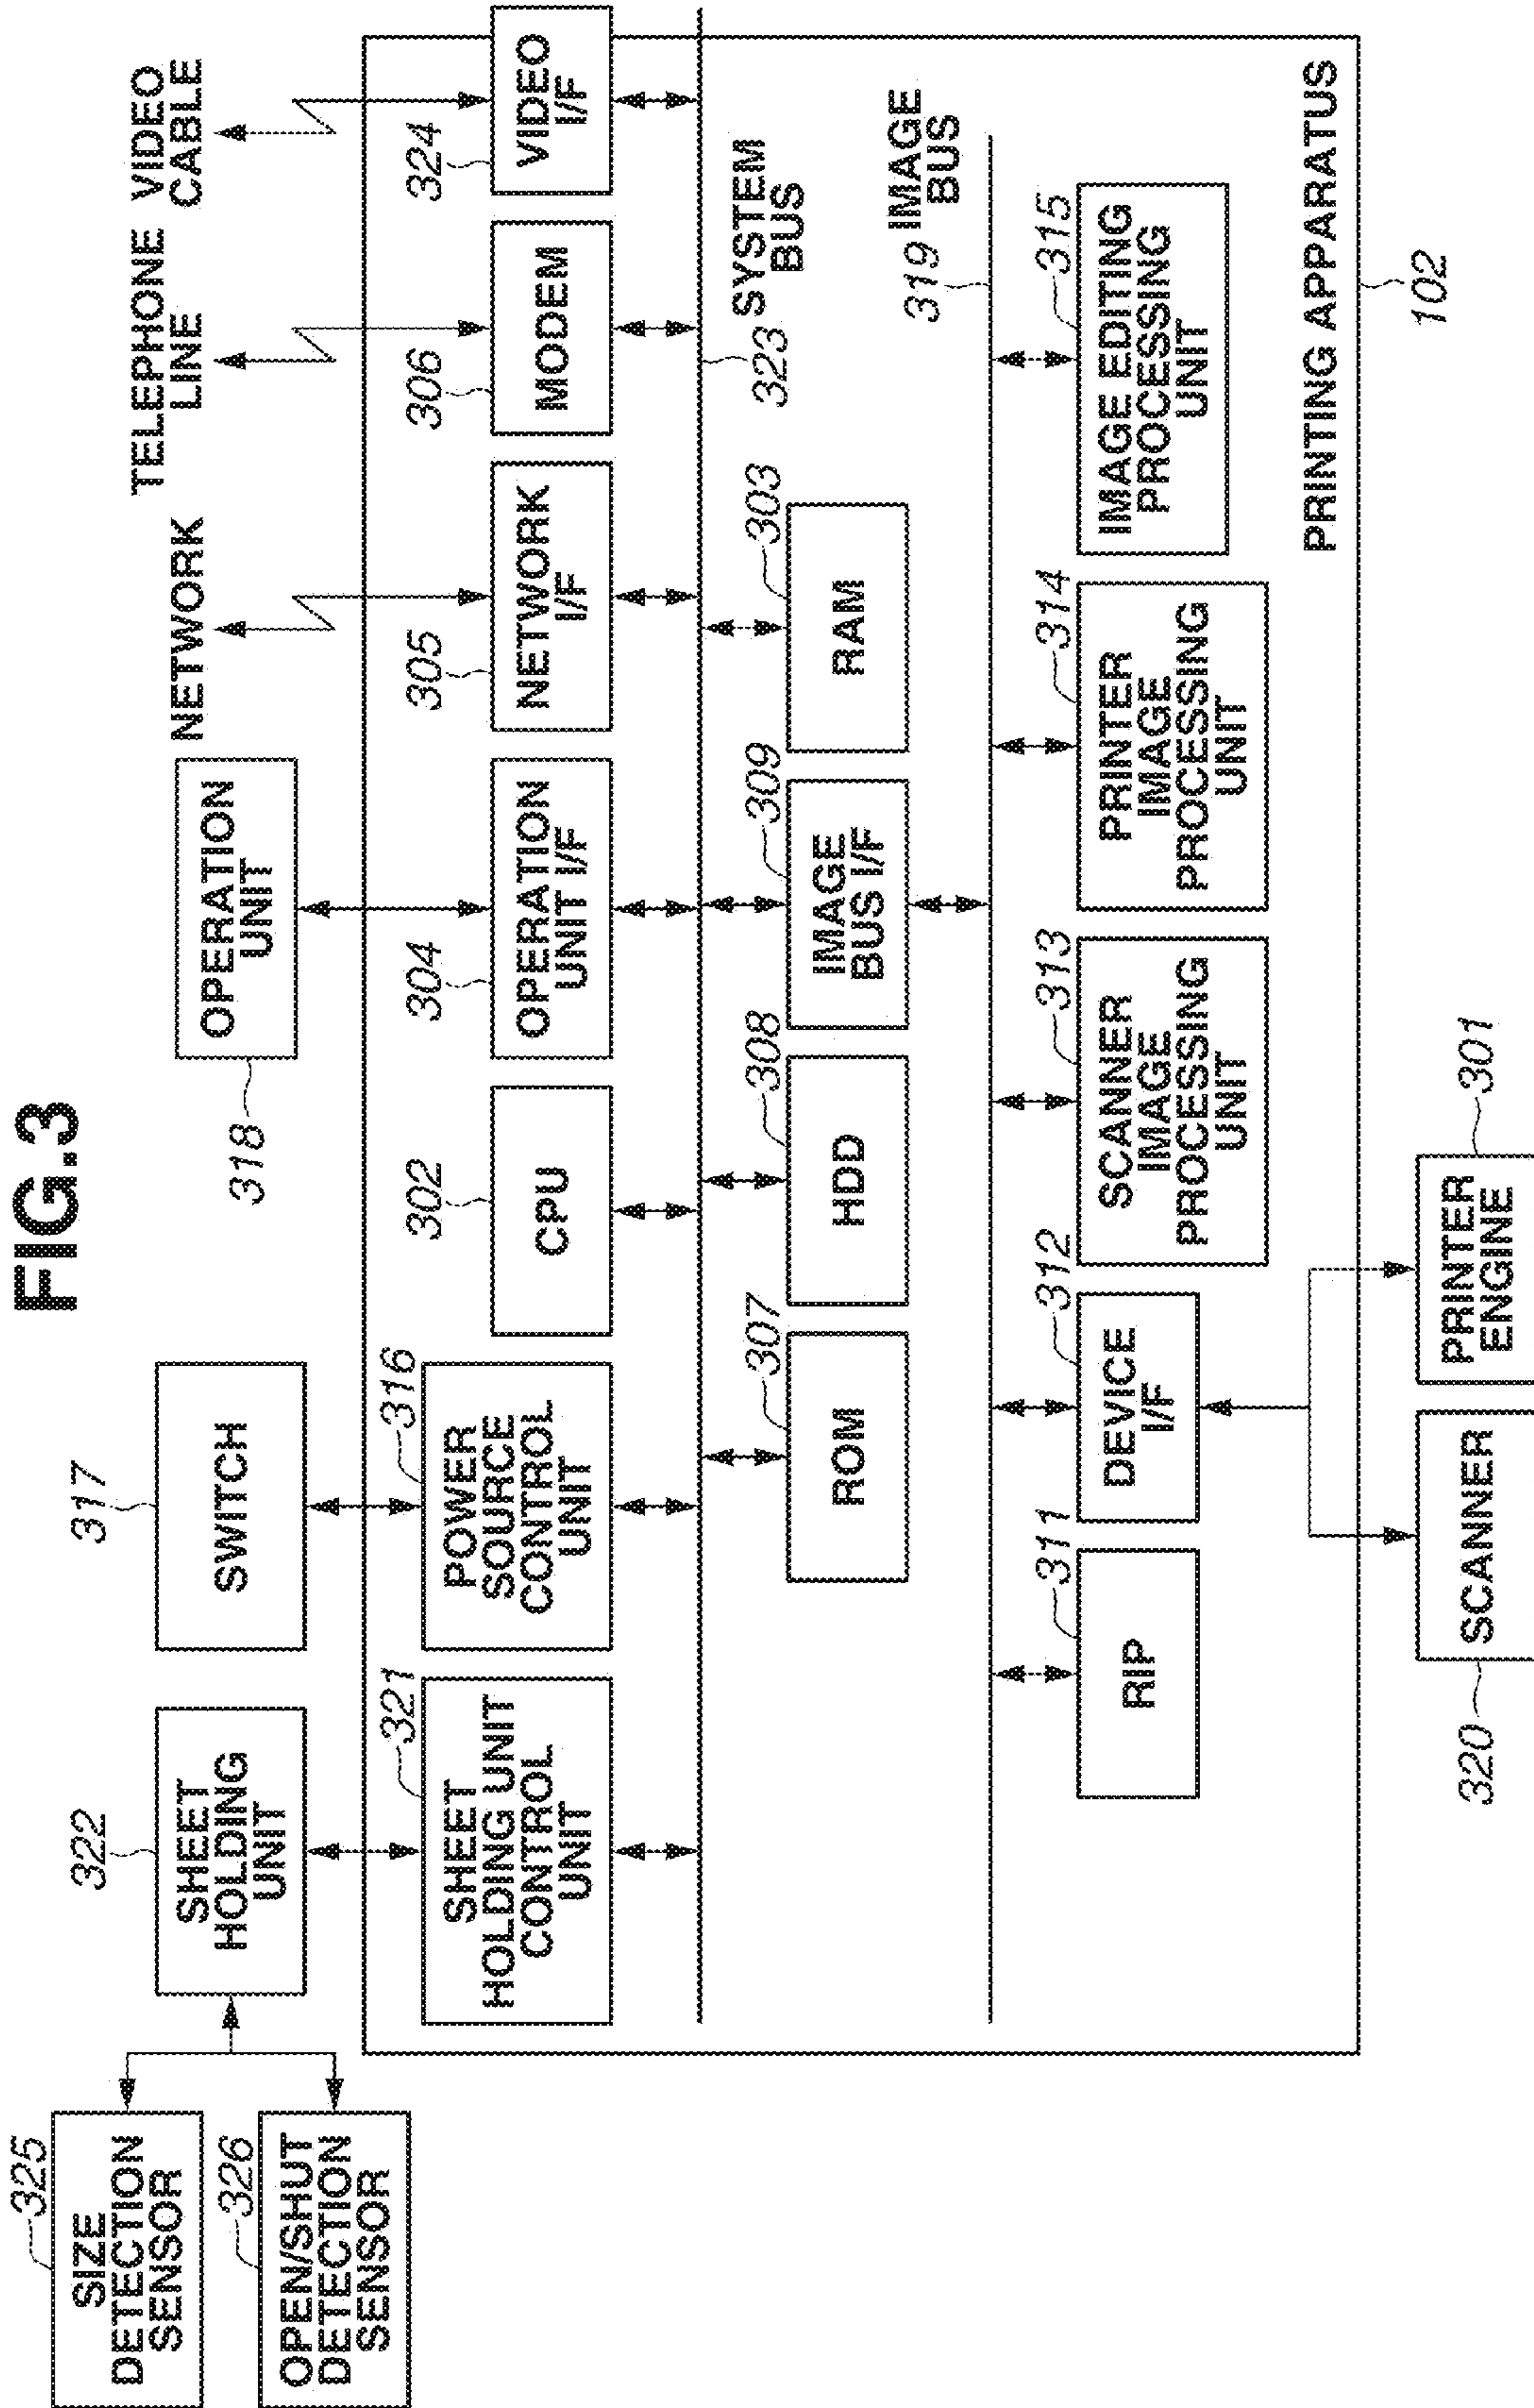 FIG.3
325
SIZE
DETECTION
SENSOR
326
OPEN/SHUT
DETECTION
SENSOR
322
SHEET
HOLDING
UNIT
317
SWITCH
318
OPERATION
UNIT
NETWORK
TELEPHONE
LINE
VIDEO
CABLE
321
SHEET
HOLDING UNIT
CONTROL
UNIT
316
POWER
SOURCE
CONTROL
UNIT
302
CPU
304
OPERATION
UNIT I/F
305
NETWORK
I/F
306
MODEM
324
VIDEO
I/F
SYSTEM
BUS
323
307
ROM
308
HDD
309
IMAGE
BUS I/F
303
RAM
IMAGE
BUS
319
311
RIP
312
DEVICE
I/F
313
SCANNER
IMAGE
PROCESSING
UNIT
314
PRINTER
IMAGE
PROCESSING
UNIT
315
IMAGE EDITING
PROCESSING
UNIT
PRINTING APPARATUS
102
320
SCANNER
301
PRINTER
ENGINE